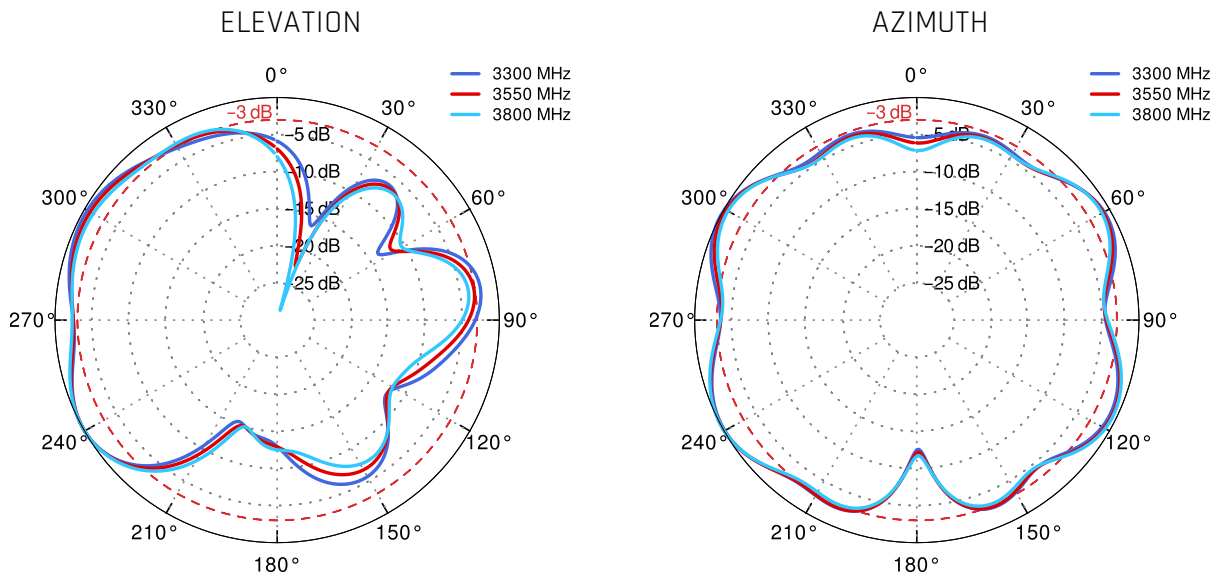 ELEVATION
AZIMUTH
3300 MHz
3550 MHz
3800 MHz
0°
330°
30°
−3 dB
−5 dB
−10 dB
300°
60°
−15 dB
−20 dB
−25 dB
270°
90°
240°
120°
210°
150°
180°
3300 MHz
3550 MHz
3800 MHz
0°
330°
30°
−3 dB
−5 dB
−10 dB
300°
60°
−15 dB
−20 dB
−25 dB
270°
90°
240°
120°
210°
150°
180°